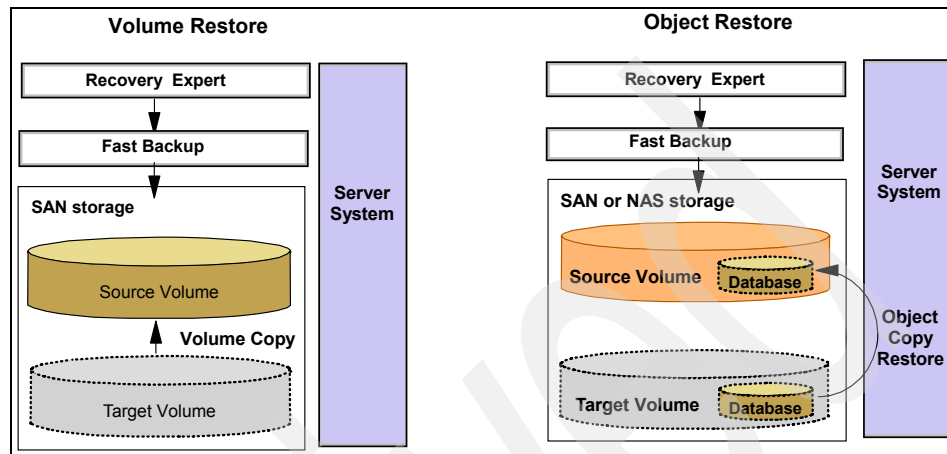 Volume Restore
Recovery Expert
Fast Backup
SAN storage
Source Volume
Volume Copy
Target Volume
Server
System
Object Restore
Recovery Expert
Fast Backup
SAN or NAS storage
Source Volume
Database
Object
Copy
Restore
Target Volume
Database
Server
System